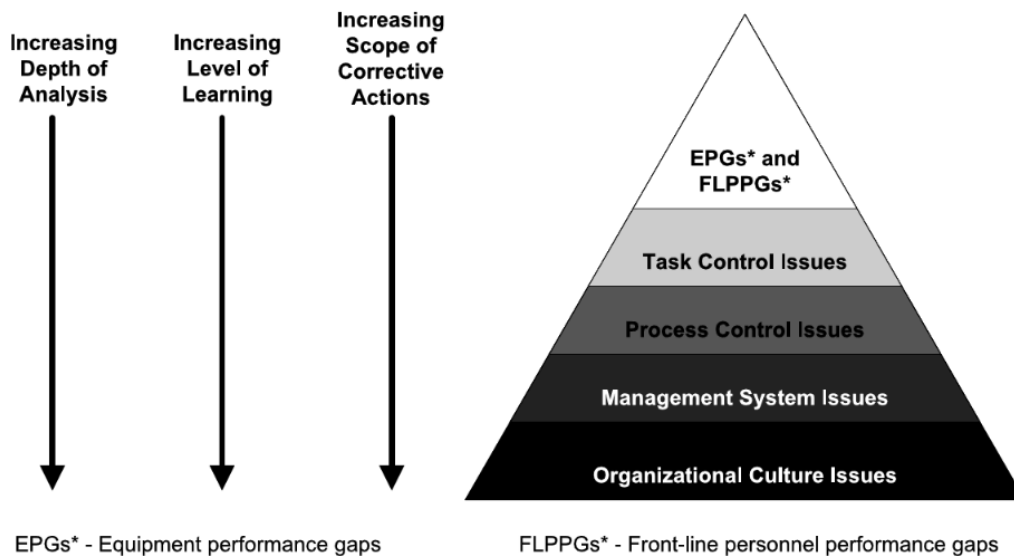 Increasing
Depth of
Analysis
Increasing
Level of
Learning
Increasing
Scope of
Corrective
Actions
EPGs* and
FLPPGs*
Task Control Issues
Process Control Issues
Management System Issues
Organizational Culture Issues
EPGs* - Equipment performance gaps
FLPPGs* - Front-line personnel performance gaps